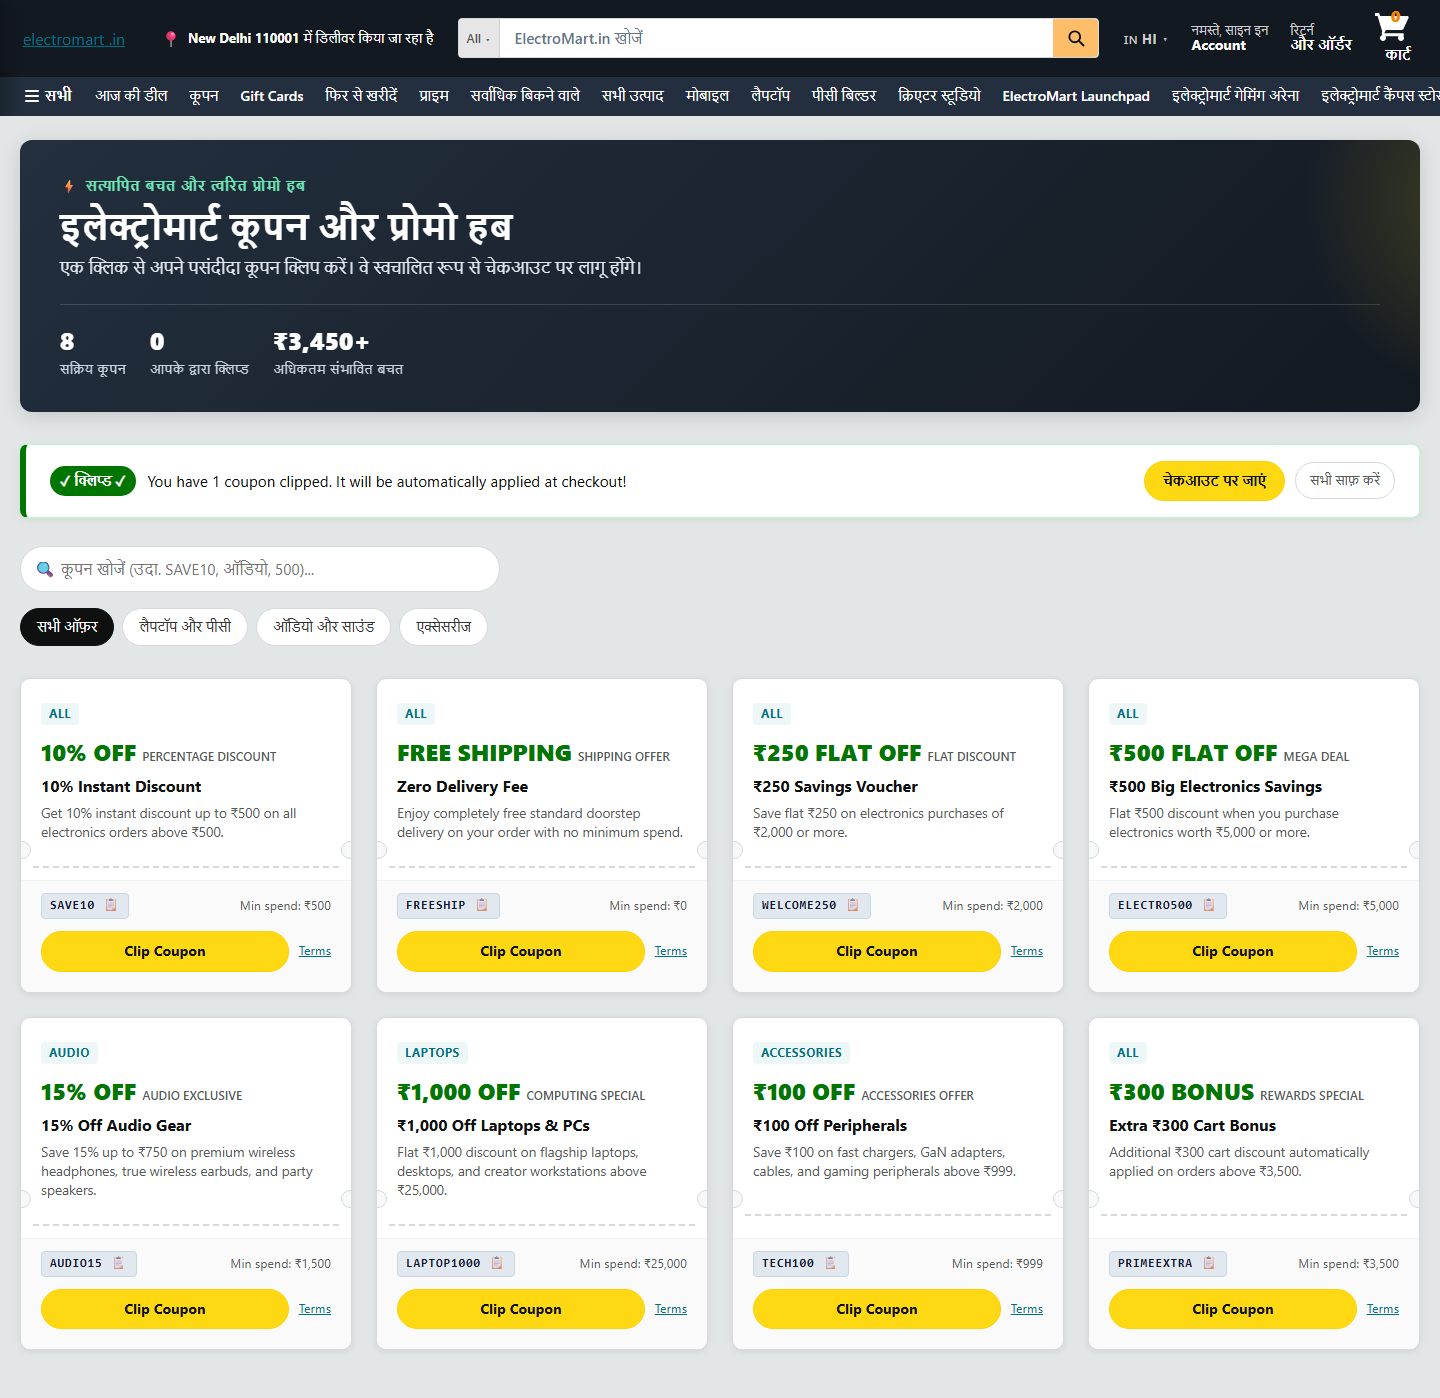 electromart .in
New Delhi 110001 में डिलीवर किया जा रहा है
All
ElectroMart.in खोजें
IN HI
नमस्ते, साइन इन
Account
रिटर्न
और ऑर्डर
0
कार्ट
सभी
आज की डील
कूपन
Gift Cards
फिर से खरीदें
प्राइम
सर्वाधिक बिकने वाले
सभी उत्पाद
मोबाइल
लैपटॉप
पीसी बिल्डर
क्रिएटर स्टूडियो
ElectroMart Launchpad
इलेक्ट्रोमार्ट गेमिंग अरेना
इलेक्ट्रोमार्ट कैंपस स्टोर
सत्यापित बचत और त्वरित प्रोमो हब
इलेक्ट्रोमार्ट कूपन और प्रोमो हब
एक क्लिक से अपने पसंदीदा कूपन क्लिप करें। वे स्वचालित रूप से चेकआउट पर लागू होंगे।
8
सक्रिय कूपन
0
आपके द्वारा क्लिप्ड
₹3,450+
अधिकतम संभावित बचत
✓ क्लिप्ड ✓
You have 1 coupon clipped. It will be automatically applied at checkout!
चेकआउट पर जाएं
सभी साफ़ करें
कूपन खोजें (उदा. SAVE10, ऑडियो, 500)...
सभी ऑफ़र
लैपटॉप और पीसी
ऑडियो और साउंड
एक्सेसरीज
ALL
10% OFF PERCENTAGE DISCOUNT
10% Instant Discount
Get 10% instant discount up to ₹500 on all
electronics orders above ₹500.
SAVE10
Min spend: ₹500
Clip Coupon
Terms
ALL
FREE SHIPPING SHIPPING OFFER
Zero Delivery Fee
Enjoy completely free standard doorstep
delivery on your order with no minimum spend.
FREESHIP
Min spend: ₹0
Clip Coupon
Terms
ALL
₹250 FLAT OFF FLAT DISCOUNT
₹250 Savings Voucher
Save flat ₹250 on electronics purchases of
₹2,000 or more.
WELCOME250
Min spend: ₹2,000
Clip Coupon
Terms
ALL
₹500 FLAT OFF MEGA DEAL
₹500 Big Electronics Savings
Flat ₹500 discount when you purchase
electronics worth ₹5,000 or more.
ELECTRO500
Min spend: ₹5,000
Clip Coupon
Terms
AUDIO
15% OFF AUDIO EXCLUSIVE
15% Off Audio Gear
Save 15% up to ₹750 on premium wireless
headphones, true wireless earbuds, and party
speakers.
AUDIO15
Min spend: ₹1,500
Clip Coupon
Terms
LAPTOPS
₹1,000 OFF COMPUTING SPECIAL
₹1,000 Off Laptops & PCs
Flat ₹1,000 discount on flagship laptops,
desktops, and creator workstations above
₹25,000.
LAPTOP1000
Min spend: ₹25,000
Clip Coupon
Terms
ACCESSORIES
₹100 OFF ACCESSORIES OFFER
₹100 Off Peripherals
Save ₹100 on fast chargers, GaN adapters,
cables, and gaming peripherals above ₹999.
TECH100
Min spend: ₹999
Clip Coupon
Terms
ALL
₹300 BONUS REWARDS SPECIAL
Extra ₹300 Cart Bonus
Additional ₹300 cart discount automatically
applied on orders above ₹3,500.
PRIMEEXTRA
Min spend: ₹3,500
Clip Coupon
Terms